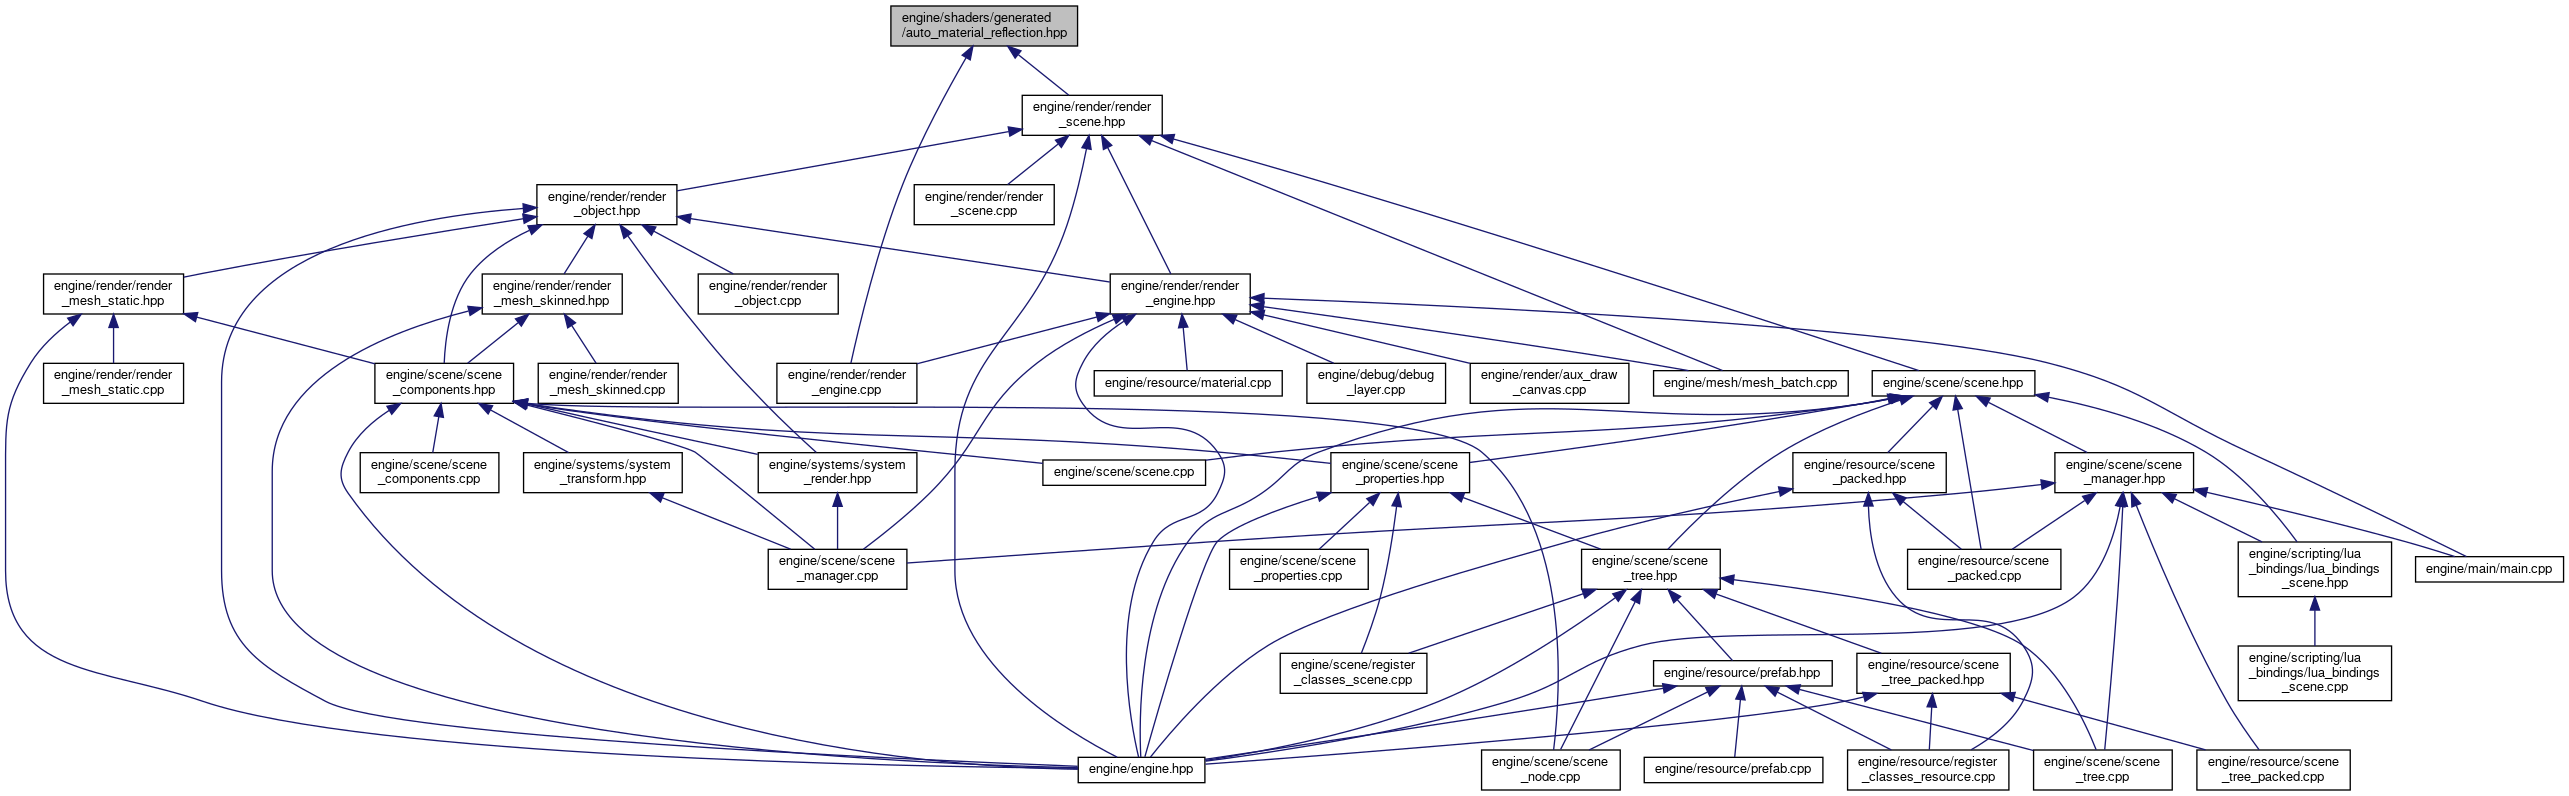 engine/shaders/generated
/auto_material_reflection.hpp
engine/render/render
_scene.hpp
engine/render/render
_object.hpp
engine/render/render
_scene.cpp
engine/render/render
_mesh_static.hpp
engine/render/render
_mesh_skinned.hpp
engine/render/render
_object.cpp
engine/render/render
_engine.hpp
engine/render/render
_mesh_static.cpp
engine/scene/scene
_components.hpp
engine/render/render
_mesh_skinned.cpp
engine/render/render
_engine.cpp
engine/resource/material.cpp
engine/debug/debug
_layer.cpp
engine/render/aux_draw
_canvas.cpp
engine/mesh/mesh_batch.cpp
engine/scene/scene.hpp
engine/scene/scene
_components.cpp
engine/systems/system
_transform.hpp
engine/systems/system
_render.hpp
engine/scene/scene.cpp
engine/scene/scene
_properties.hpp
engine/resource/scene
_packed.hpp
engine/scene/scene
_manager.hpp
engine/scene/scene
_manager.cpp
engine/scene/scene
_properties.cpp
engine/scene/scene
_tree.hpp
engine/resource/scene
_packed.cpp
engine/scripting/lua
_bindings/lua_bindings
_scene.hpp
engine/main/main.cpp
engine/scene/register
_classes_scene.cpp
engine/resource/prefab.hpp
engine/resource/scene
_tree_packed.hpp
engine/scripting/lua
_bindings/lua_bindings
_scene.cpp
engine/engine.hpp
engine/scene/scene
_node.cpp
engine/resource/prefab.cpp
engine/resource/register
_classes_resource.cpp
engine/scene/scene
_tree.cpp
engine/resource/scene
_tree_packed.cpp